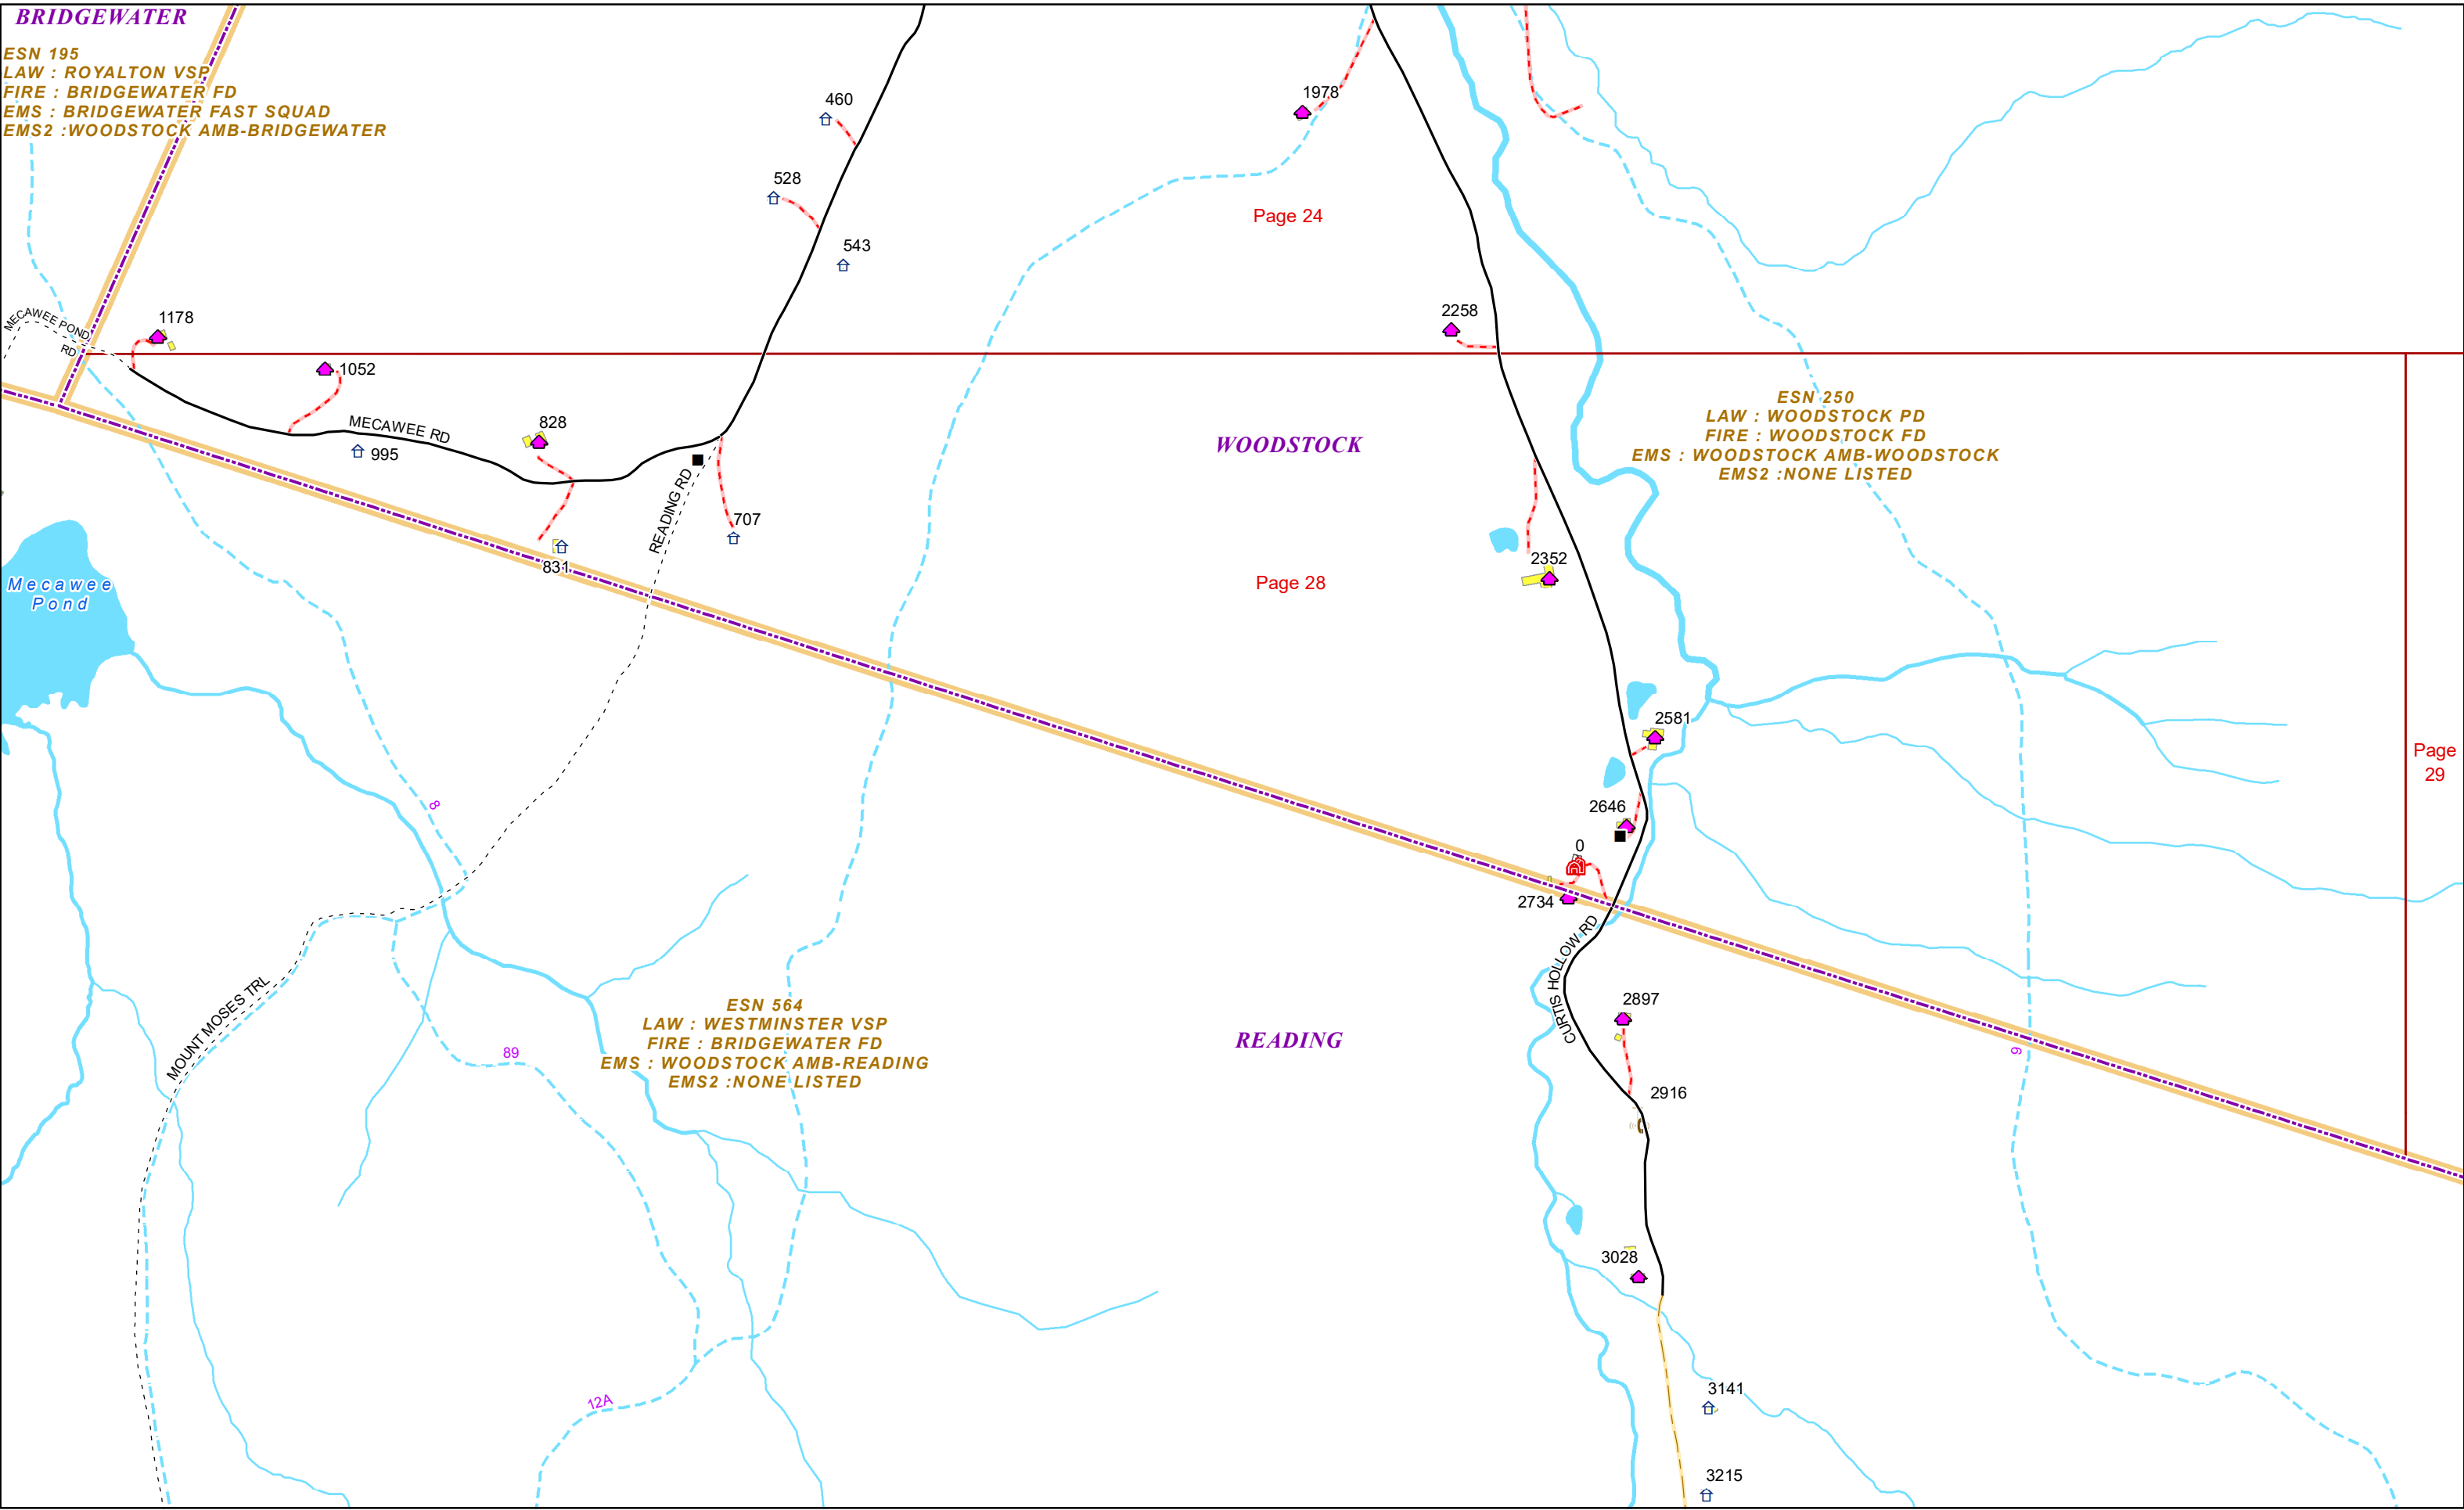 BRIDGEWATER
ESN 195
LAW : ROYALTON VSP
FIRE : BRIDGEWATER FD
EMS : BRIDGEWATER FAST SQUAD
EMS2 :WOODSTOCK AMB-BRIDGEWATER
460
1978
528
Page 24
543
MECAWEE POND
RD
1178
2258
1052
ESN 250
LAW : WOODSTOCK PD
FIRE : WOODSTOCK FD
EMS : WOODSTOCK AMB-WOODSTOCK
EMS2 :NONE LISTED
MECAWEE RD
828
995
WOODSTOCK
READING RD
707
831
2352
Mecawee
Pond
Page 28
2581
Page
29
8
2646
0
2734
CURTIS HOLLOW RD
MOUNT MOSES TRL
ESN 564
LAW : WESTMINSTER VSP
FIRE : BRIDGEWATER FD
EMS : WOODSTOCK AMB-READING
EMS2 :NONE LISTED
2897
READING
89
9
2916
3028
12A
3141
3215